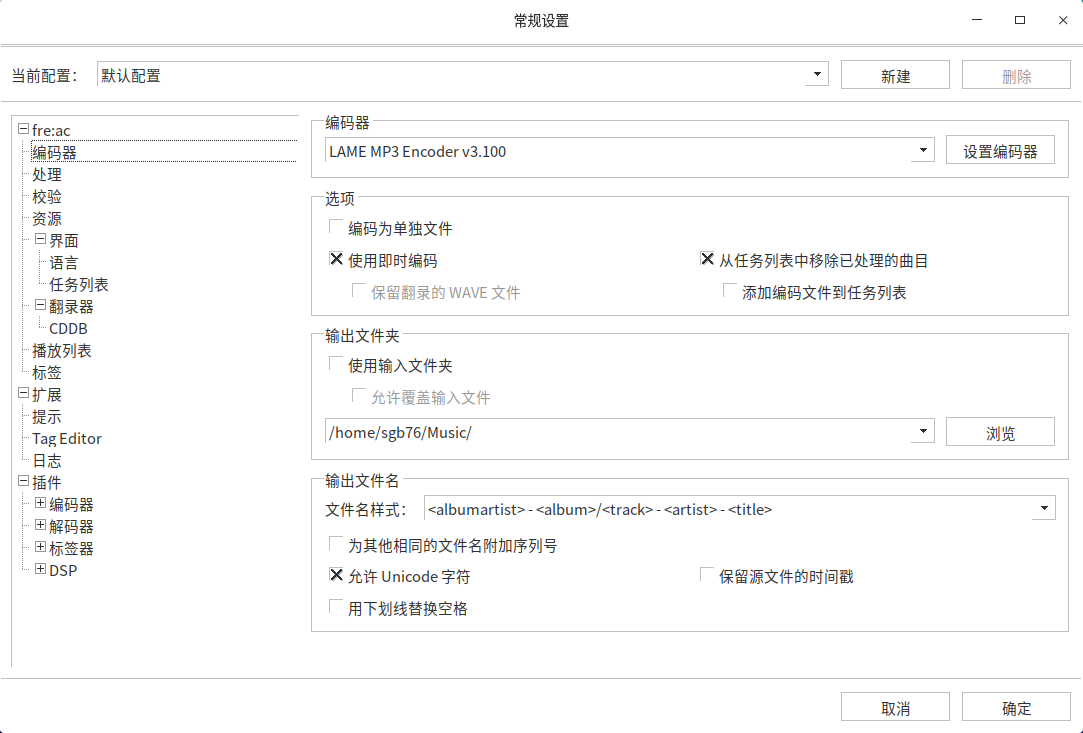 常规设置
当前配置：
默认配置
新建
删除
fre:ac
编码器
处理
校验
资源
界面
语言
任务列表
翻录器
CDDB
播放列表
标签
扩展
提示
Tag Editor
日志
插件
编码器
解码器
标签器
DSP
编码器
LAME MP3 Encoder v3.100
设置编码器
选项
编码为单独文件
使用即时编码
从任务列表中移除已处理的曲目
保留翻录的 WAVE 文件
添加编码文件到任务列表
输出文件夹
使用输入文件夹
允许覆盖输入文件
/home/sgb76/Music/
浏览
输出文件名
文件名样式：
<albumartist> - <album>/<track> - <artist> - <title>
为其他相同的文件名附加序列号
允许 Unicode 字符
保留源文件的时间戳
用下划线替换空格
取消
确定